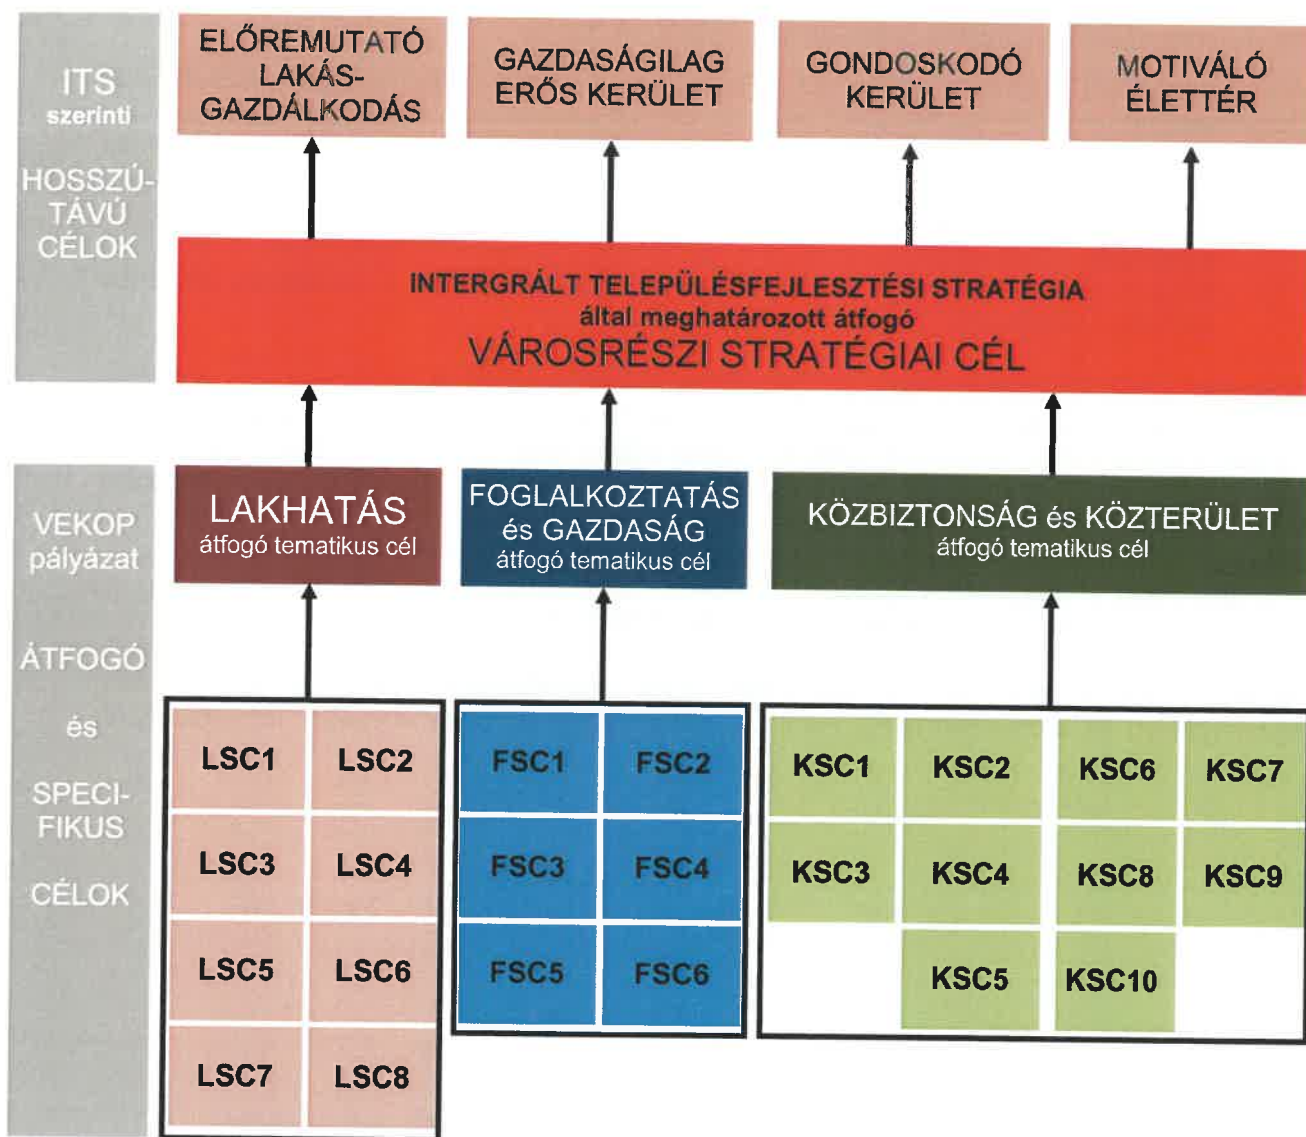 ITS
szerinti
HOSSZÚ-
TÁVÚ
CÉLOK
ELŐREMUTATÓ
LAKÁS-
GAZDÁLKODÁS
GAZDASÁGILAG
ERŐS KERÜLET
GONDOSKODÓ
KERÜLET
MOTIVÁLÓ
ÉLETTÉR
INTERGRÁLT TELEPÜLÉSFEJLESZTÉSI STRATÉGIA
által meghatározott átfogó
VÁROSRÉSZI STRATÉGIAI CÉL
VEKOP
pályázat
ÁTFOGÓ
és
SPECI-
FIKUS
CÉLOK
LAKHATÁS
átfogó tematikus cél
FOGLALKOZTATÁS
és GAZDASÁG
átfogó tematikus cél
KÖZBIZTONSÁG és KÖZTERÜLET
átfogó tematikus cél
LSC1 LSC2
LSC3 LSC4
LSC5 LSC6
LSC7 LSC8
FSC1 FSC2
FSC3 FSC4
FSC5 FSC6
KSC1 KSC2 KSC6 KSC7
KSC3 KSC4 KSC8 KSC9
KSC5 KSC10